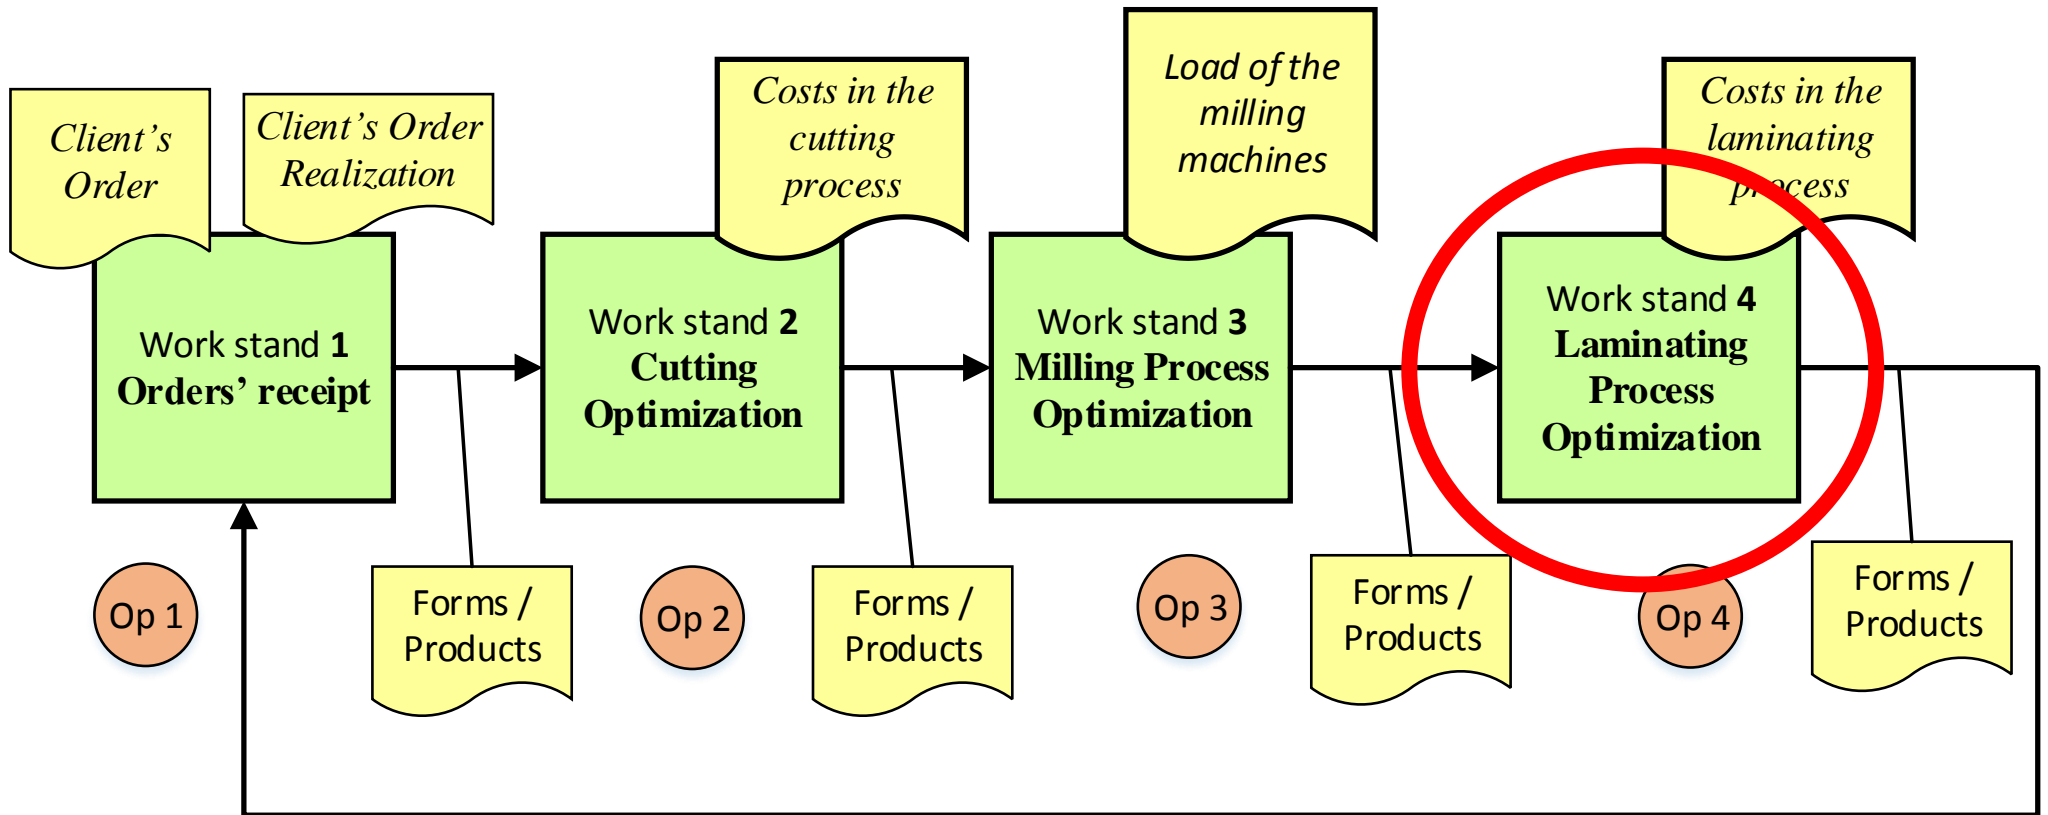 Client's
Order
Client's Order
Realization
Costs in the
cutting
process
Load of the
milling
machines
Costs in the
laminating
process
Work stand 1
Orders' receipt
Work stand 2
Cutting
Optimization
Work stand 3
Milling Process
Optimization
Work stand 4
Laminating
Process
Optimization
Op 1
Forms /
Products
Op 2
Forms /
Products
Op 3
Forms /
Products
Op 4
Forms /
Products